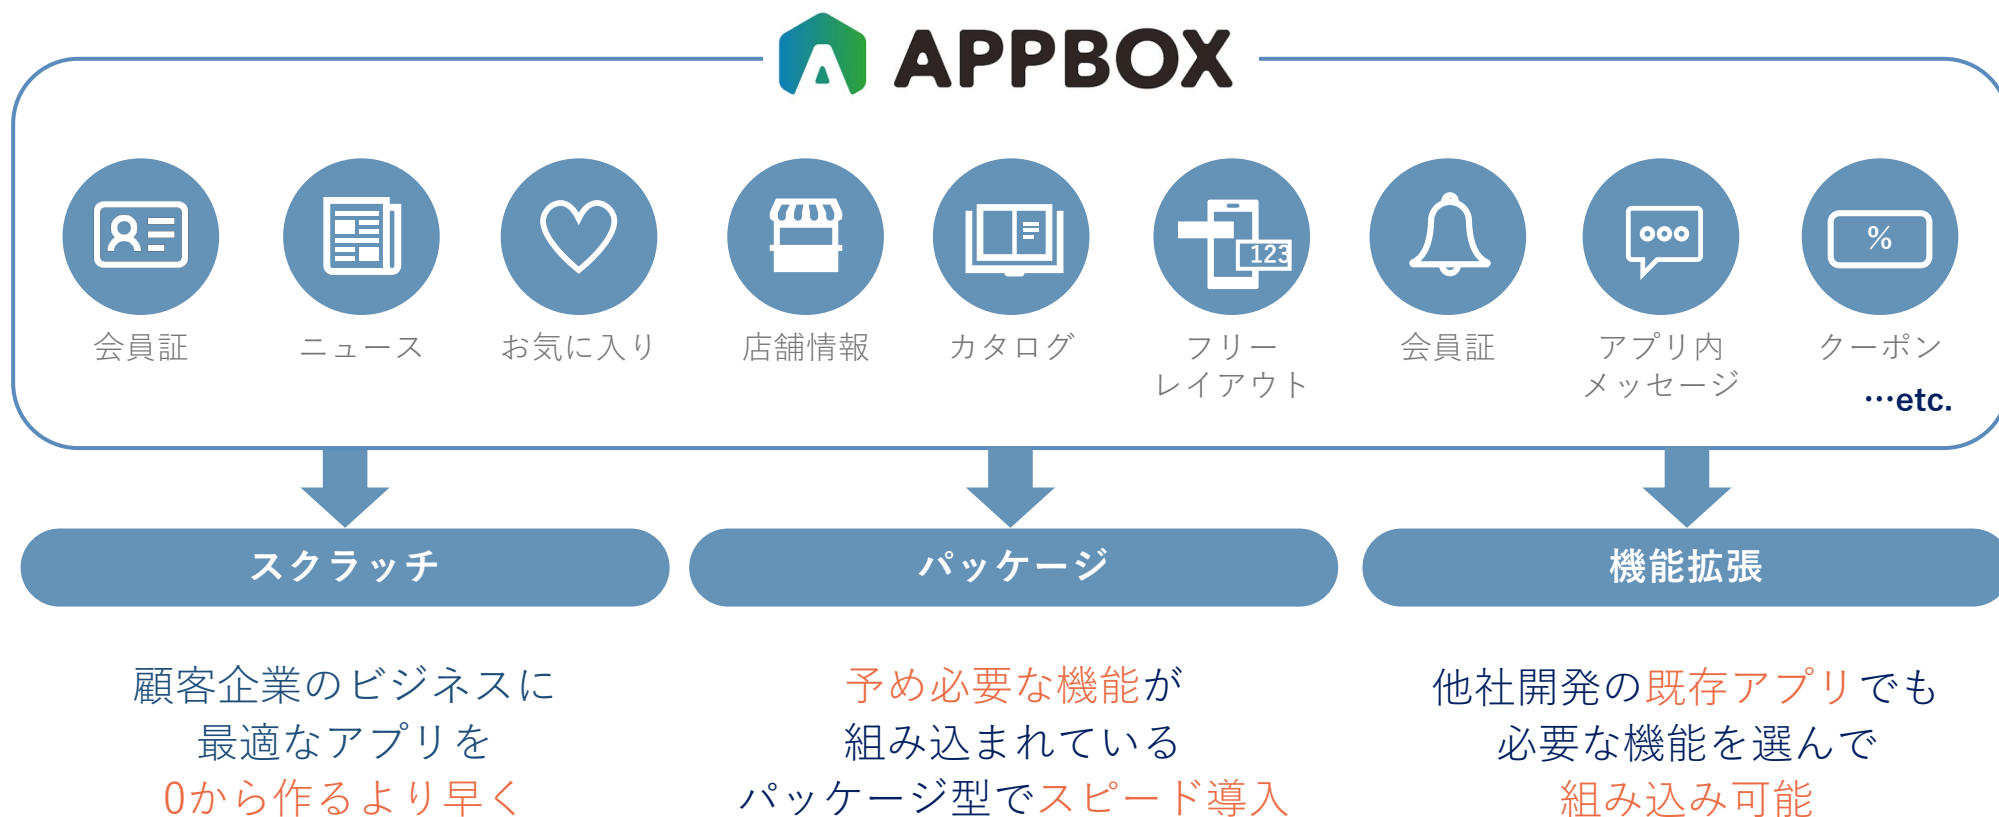 APPBOX
123
%
会員証
ニュース
お気に入り
店舗情報
カタログ
フリー
レイアウト
会員証
アプリ内
メッセージ
クーポン
…etc.
スクラッチ
パッケージ
機能拡張
顧客企業のビジネスに
最適なアプリを
0から作るより早く
予め必要な機能が
組み込まれている
パッケージ型でスピード導入
他社開発の既存アプリでも
必要な機能を選んで
組み込み可能